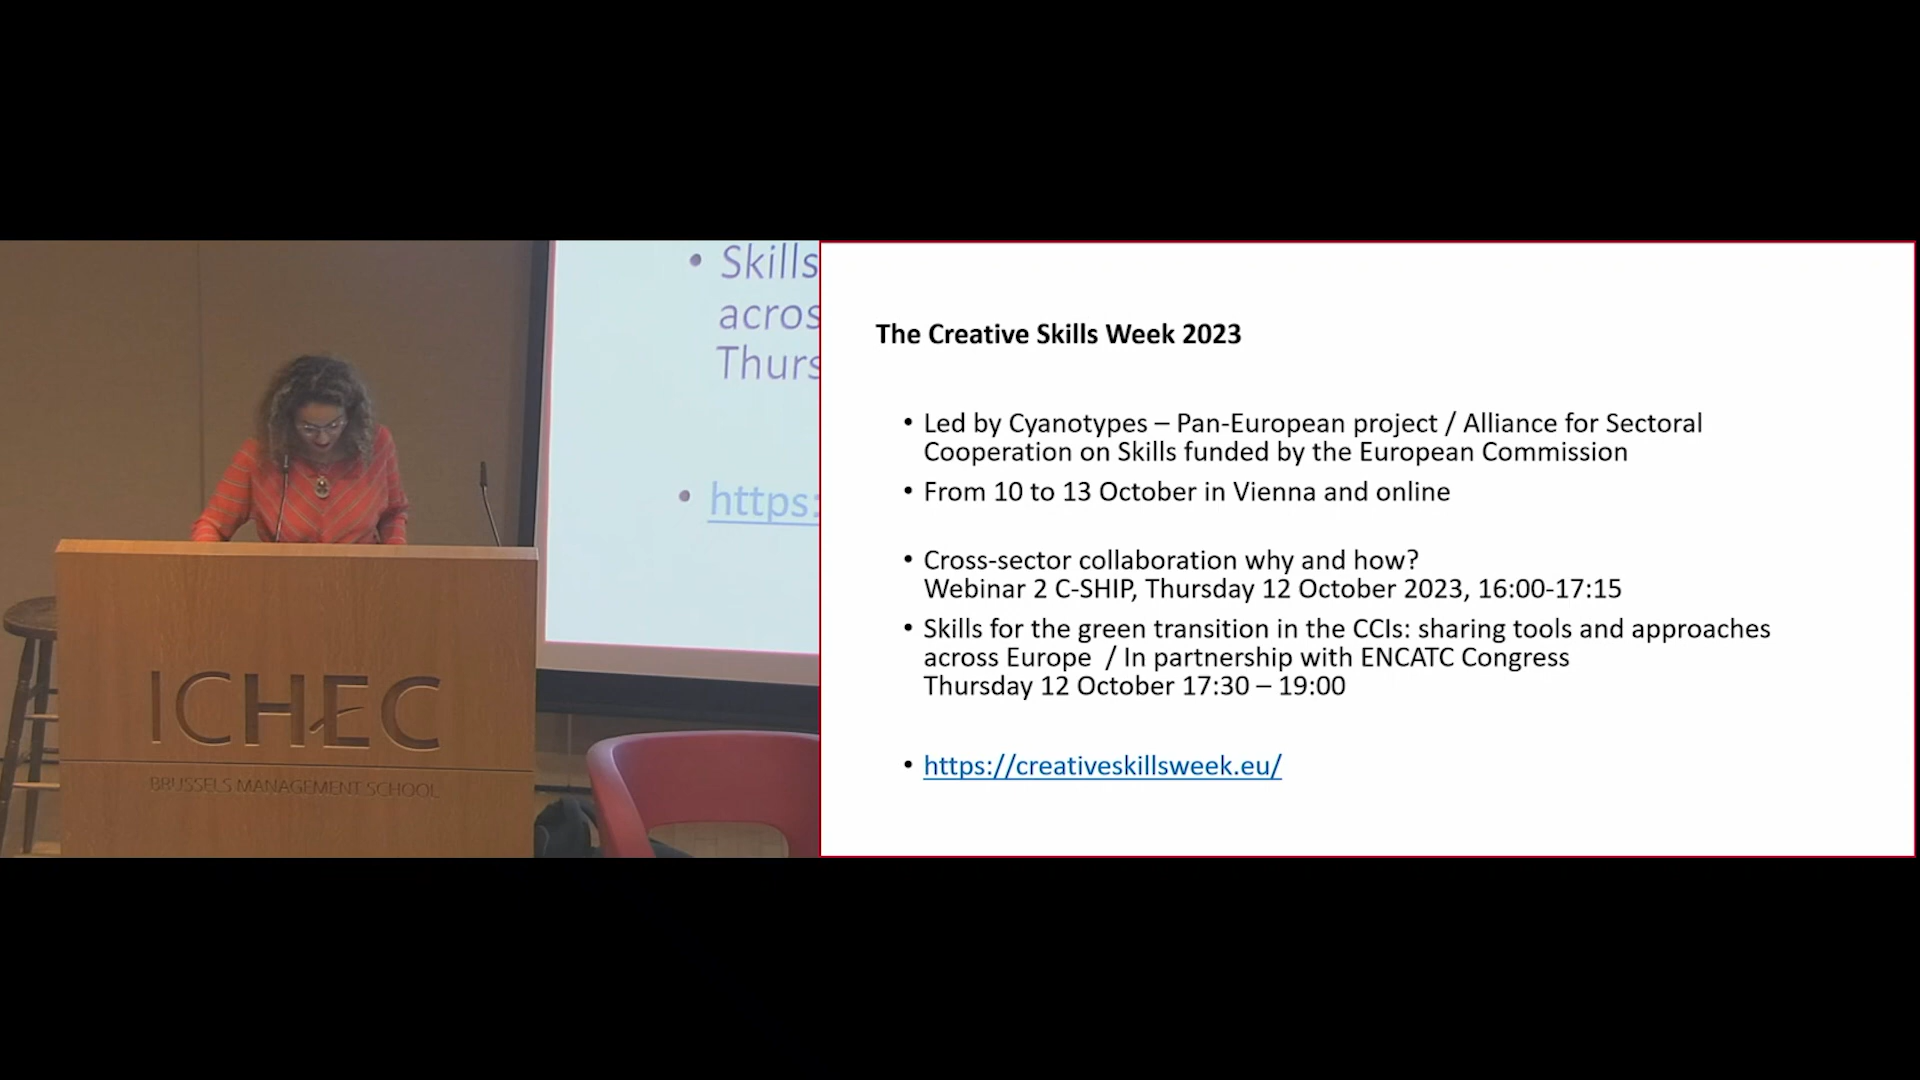 • Skills
across
Thurs
• https:
ICHEC
BRUSSELS MANAGEMENT SCHOOL
The Creative Skills Week 2023
• Led by Cyanotypes – Pan-European project / Alliance for Sectoral
Cooperation on Skills funded by the European Commission
• From 10 to 13 October in Vienna and online
• Cross-sector collaboration why and how?
Webinar 2 C-SHIP, Thursday 12 October 2023, 16:00-17:15
• Skills for the green transition in the CCIs: sharing tools and approaches
across Europe / In partnership with ENCATC Congress
Thursday 12 October 17:30 – 19:00
• https://creativeskillsweek.eu/